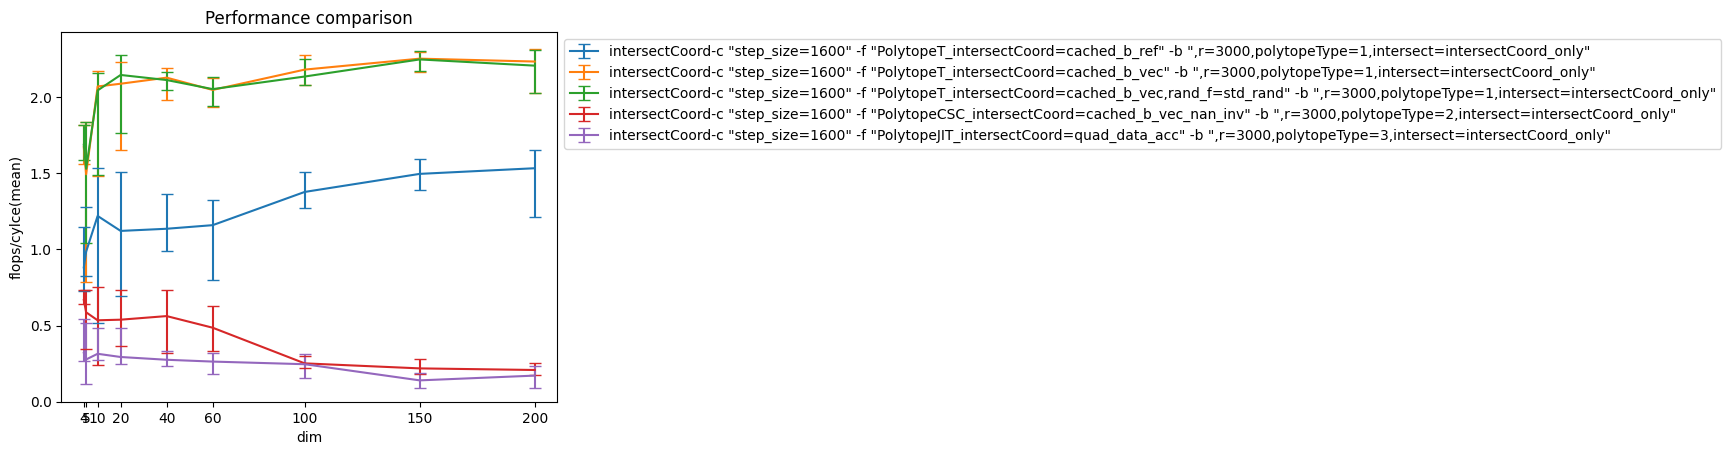 Performance comparison
intersectCoord-c "step_size=1600" -f "PolytopeT_intersectCoord=cached_b_ref" -b ",r=3000,polytopeType=1,intersect=intersectCoord_only"
intersectCoord-c "step_size=1600" -f "PolytopeT_intersectCoord=cached_b_vec" -b ",r=3000,polytopeType=1,intersect=intersectCoord_only"
intersectCoord-c "step_size=1600" -f "PolytopeT_intersectCoord=cached_b_vec,rand_f=std_rand" -b ",r=3000,polytopeType=1,intersect=intersectCoord_only"
intersectCoord-c "step_size=1600" -f "PolytopeCSC_intersectCoord=cached_b_vec_nan_inv" -b ",r=3000,polytopeType=2,intersect=intersectCoord_only"
intersectCoord-c "step_size=1600" -f "PolytopeJIT_intersectCoord=quad_data_acc" -b ",r=3000,polytopeType=3,intersect=intersectCoord_only"
flops/cylce(mean)
2.0
1.5
1.0
0.5
0.0
4 5 10 20 40 60 100 150 200
dim